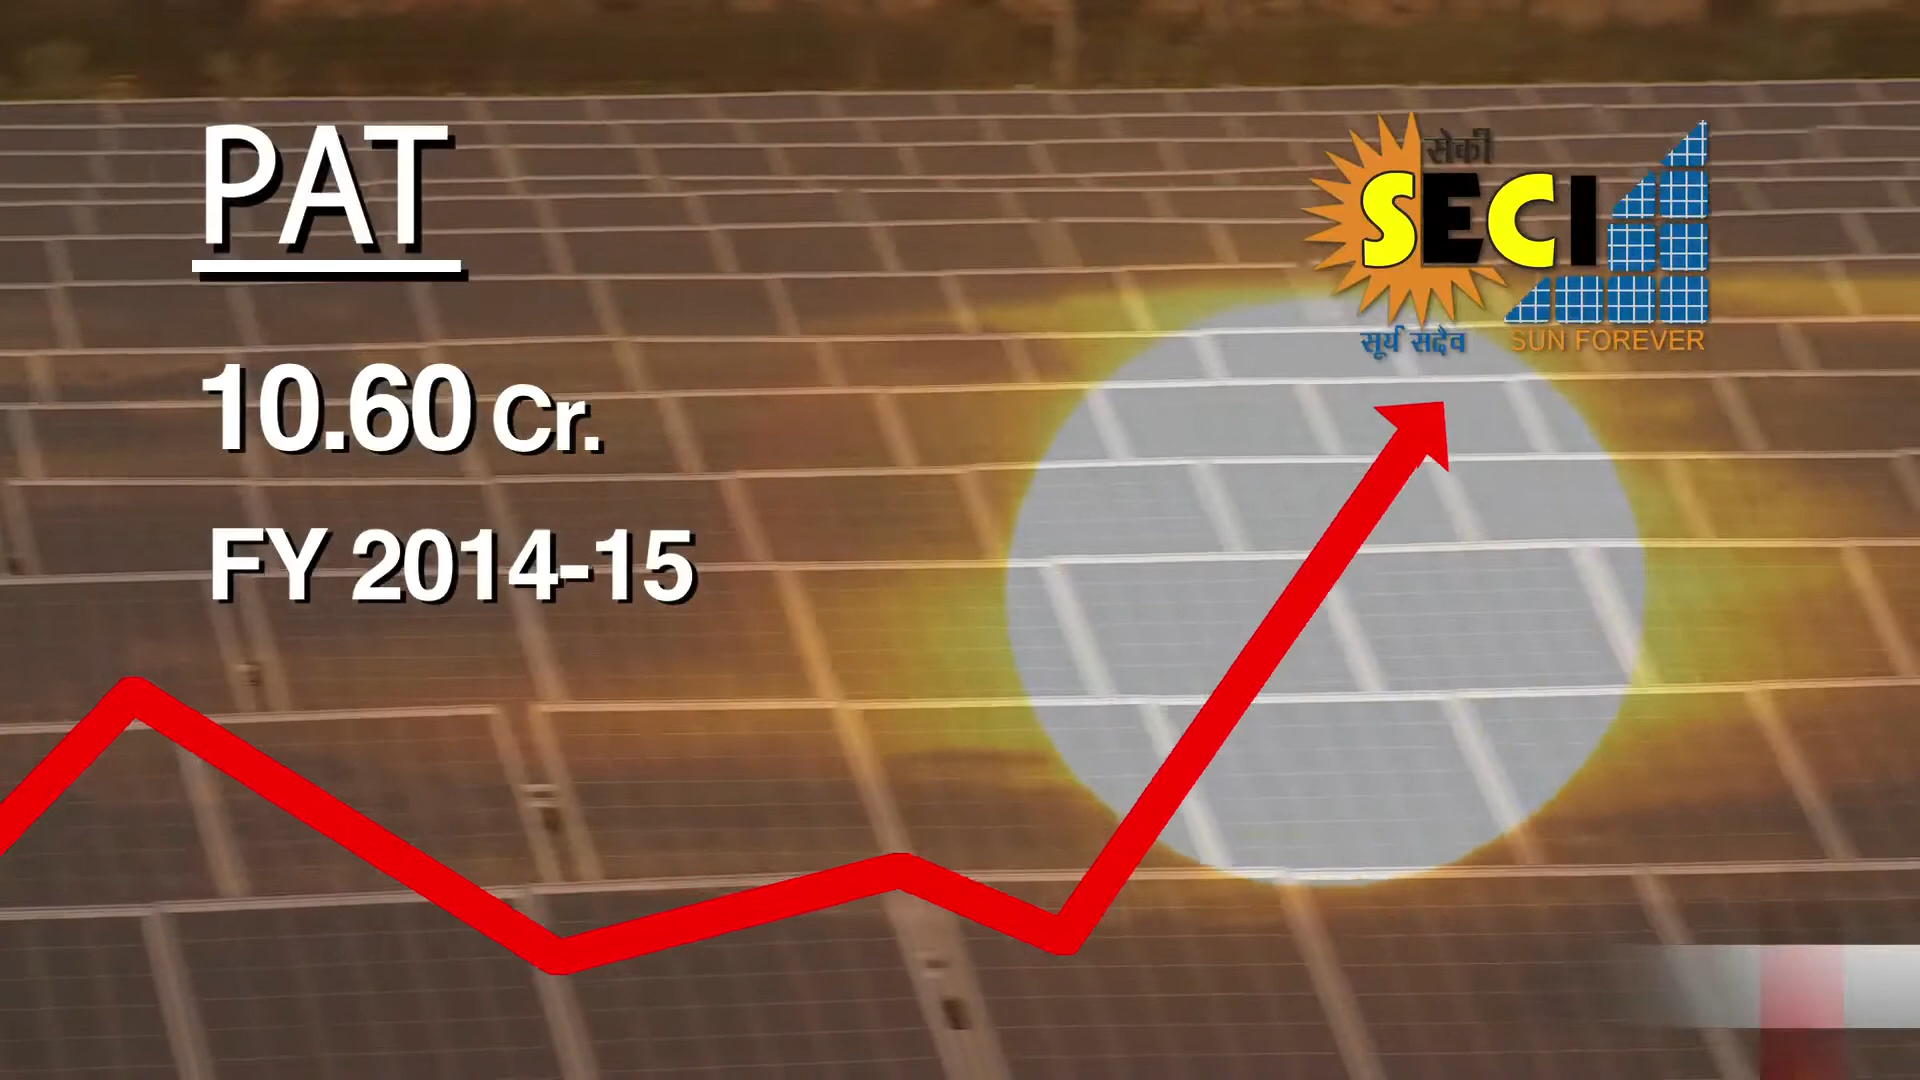 PAT
10.60 Cr.
FY 2014-15
सेकी
SECI
सूर्य सदैव
SUN FOREVER